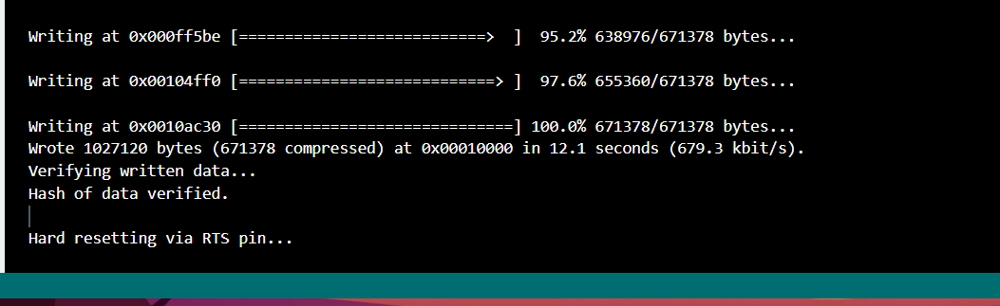 Writing at 0x000ff5be [===========================>  ]  95.2% 638976/671378 bytes...
Writing at 0x00104ff0 [============================> ]  97.6% 655360/671378 bytes...
Writing at 0x0010ac30 [==============================] 100.0% 671378/671378 bytes...
Wrote 1027120 bytes (671378 compressed) at 0x00010000 in 12.1 seconds (679.3 kbit/s).
Verifying written data...
Hash of data verified.
Hard resetting via RTS pin...